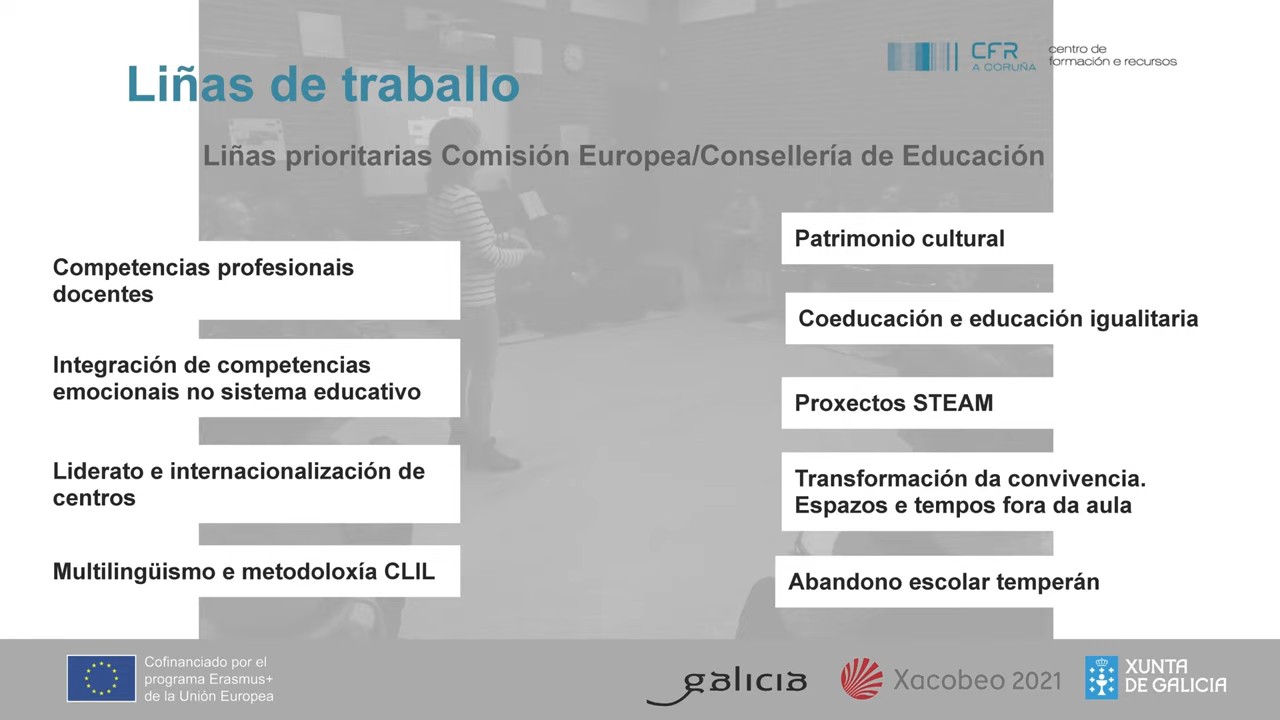 CFR
A CORUÑA
centro de
formación e recursos
Liñas de traballo
Liñas prioritarias Comisión Europea/Consellería de Educación
Competencias profesionais
docentes
Integración de competencias
emocionais no sistema educativo
Liderato e internacionalización de
centros
Multilingüismo e metodoloxía CLIL
Patrimonio cultural
Coeducación e educación igualitaria
Proxectos STEAM
Transformación da convivencia.
Espazos e tempos fora da aula
Abandono escolar temperán
Cofinanciado por el
programa Erasmus+
de la Unión Europea
galicia
Xacobeo 2021
XUNTA
DE GALICIA